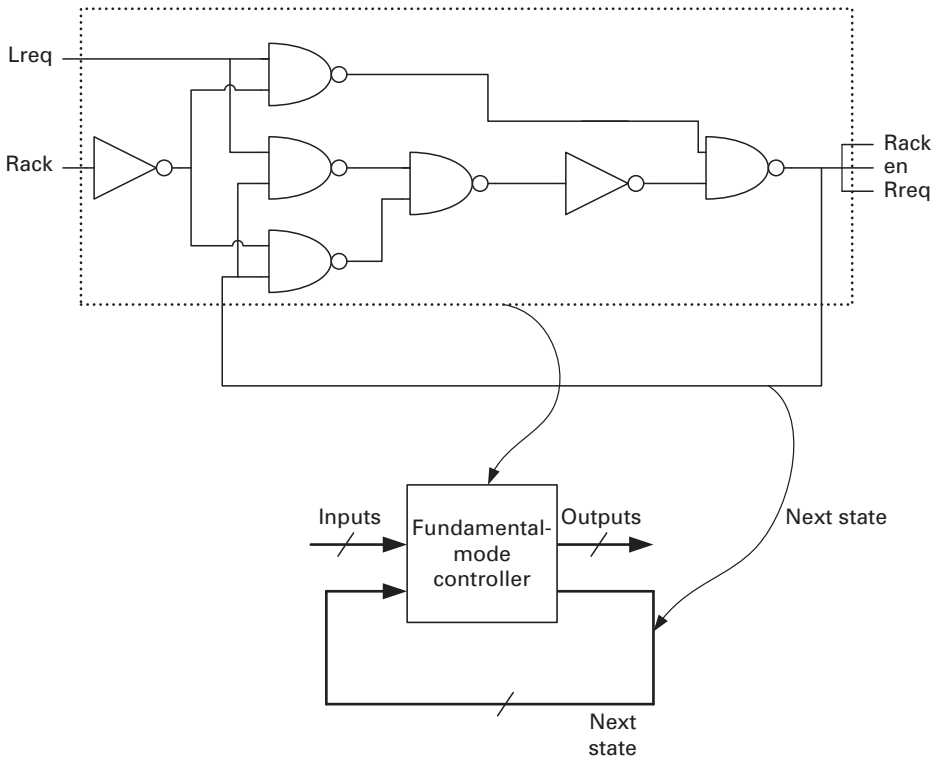 Lreq
Rack
Rack
en
Rreq
Inputs
Fundamental-
mode
controller
Outputs
Next state
Next
state